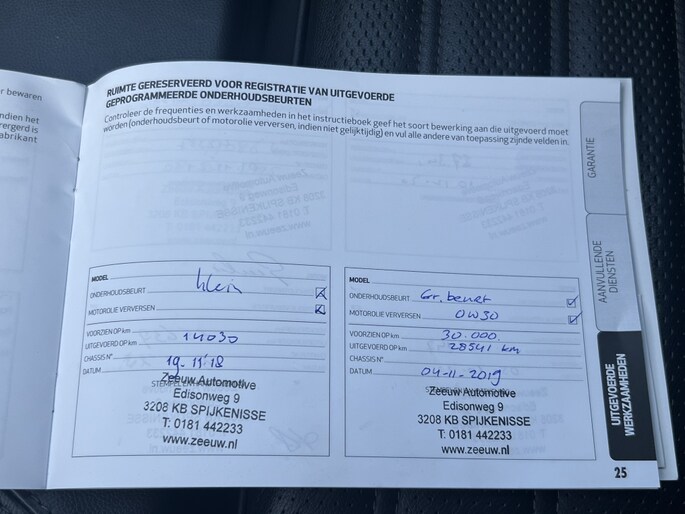 r bewaren
ndien het
rergerd is
abrikant
RUIMTE GERESERVEERD VOOR REGISTRATIE VAN UITGEVOERDE
GEPROGRAMMEERDE ONDERHOUDSBEURTEN
Controleer de frequenties en werkzaamheden in het instructieboek geef het soort bewerking aan die uitgevoerd moet
worden (onderhoudsbeurt of motorolie verversen, indien niet gelijktijdig) en vul alle andere van toepassing zijnde velden in.
GARANTIE
AANVULLENDE
DIENSTEN
UITGEVOERDE
WERKZAAMHEDEN
MODEL
ONDERHOUDSBEURT klein
MOTOROLIE VERVERSEN
VOORZIEN OP km
UITGEVOERD OP km 14030
CHASSIS N°
DATUM 19-11-'18
Zeeuw Automotive
Edisonweg 9
3208 KB SPIJKENISSE
T: 0181 442233
www.zeeuw.nl
MODEL
ONDERHOUDSBEURT Gr. beurt
MOTOROLIE VERVERSEN 0W30
VOORZIEN OP km 30.000
UITGEVOERD OP km 28541 km
CHASSIS N°
DATUM 04-11-2019
Zeeuw Automotive
Edisonweg 9
3208 KB SPIJKENISSE
T: 0181 442233
www.zeeuw.nl
25